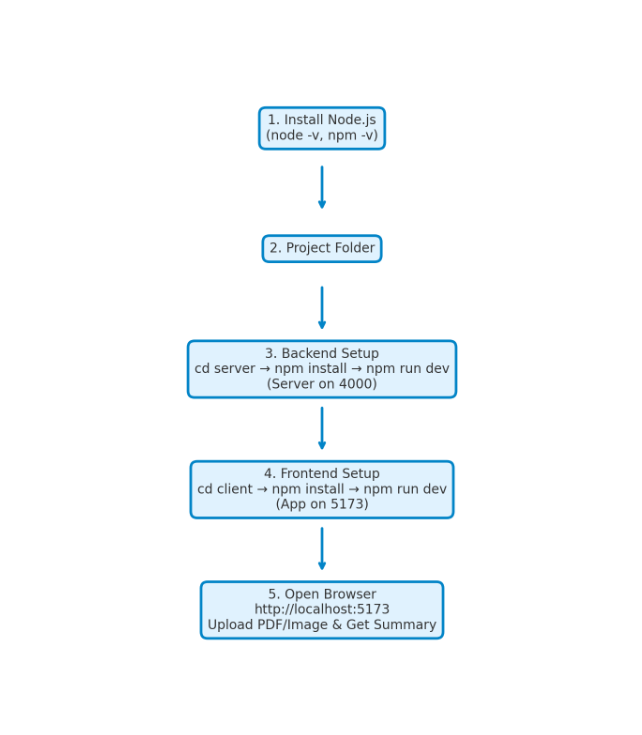 1. Install Node.js
(node -v, npm -v)
2. Project Folder
3. Backend Setup
cd server → npm install → npm run dev
(Server on 4000)
4. Frontend Setup
cd client → npm install → npm run dev
(App on 5173)
5. Open Browser
http://localhost:5173
Upload PDF/Image & Get Summary